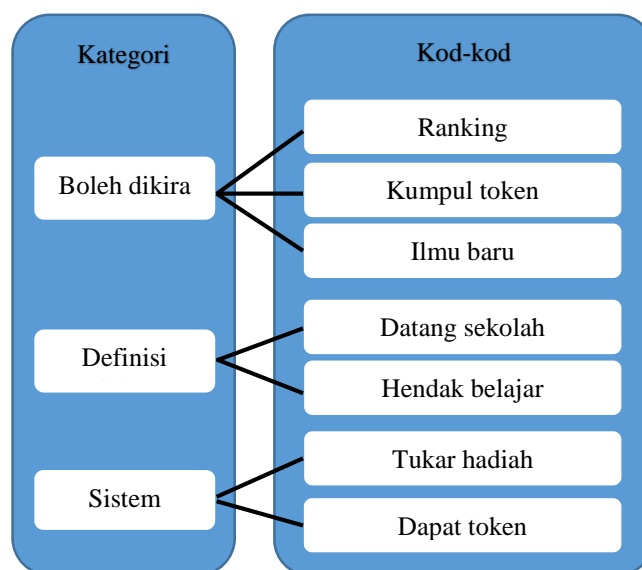 Kategori
Kod-kod
Boleh dikira
Ranking
Kumpul token
Ilmu baru
Definisi
Datang sekolah
Hendak belajar
Sistem
Tukar hadiah
Dapat token